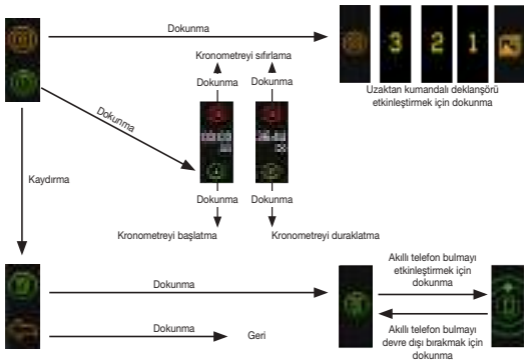 Dokunma
3 2 1
Uzaktan kumandalı deklanşörü
etkinleştirmek için dokunma
Kronometreyi sıfırlama
Dokunma Dokunma
Dokunma
Dokunma Dokunma
Kronometreyi başlatma
Kronometreyi duraklatma
Kaydırma
Dokunma
Akıllı telefon bulmayı
etkinleştirmek için
dokunma
Dokunma
Geri
Akıllı telefon bulmayı
devre dışı bırakmak için
dokunma